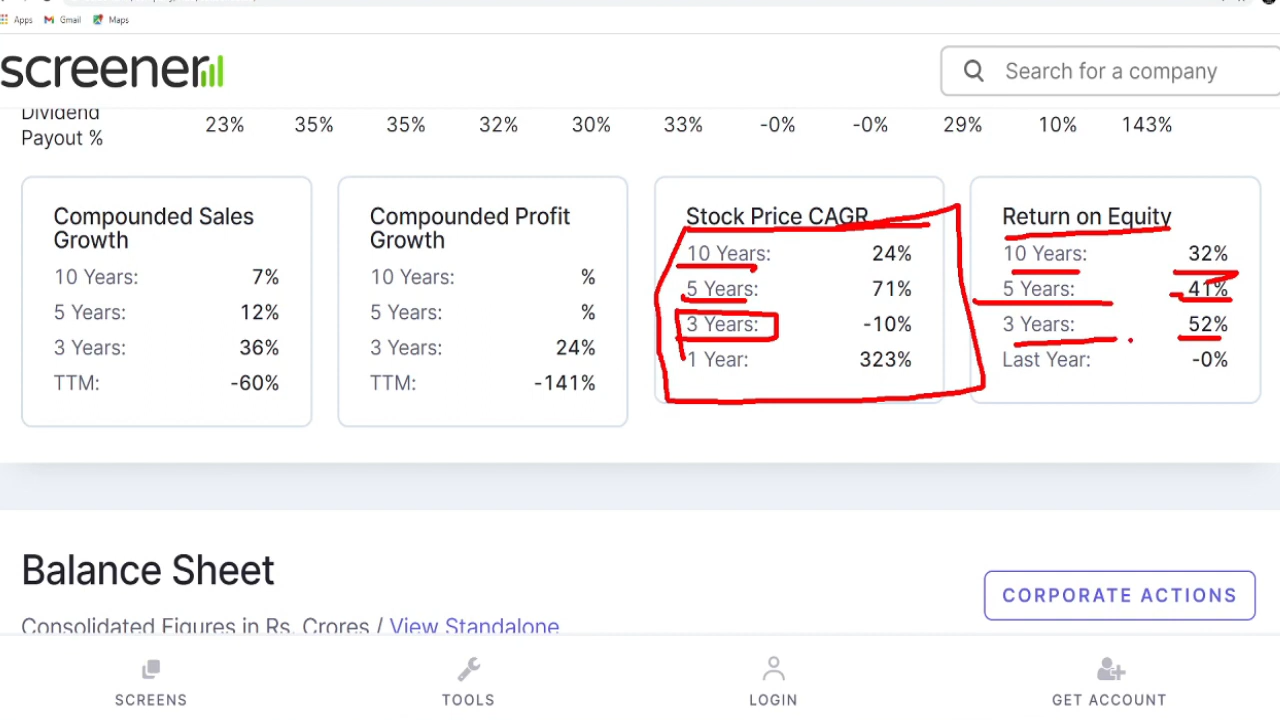 Apps Gmail Maps
screener
Search for a company
Dividend
Payout % 23% 35% 35% 32% 30% 33% -0% -0% 29% 10% 143%
Compounded Sales
Growth
10 Years: 7%
5 Years: 12%
3 Years: 36%
TTM: -60%
Compounded Profit
Growth
10 Years: %
5 Years: %
3 Years: 24%
TTM: -141%
Stock Price CAGR
10 Years: 24%
5 Years: 71%
3 Years: -10%
1 Year: 323%
Return on Equity
10 Years: 32%
5 Years: 41%
3 Years: 52%
Last Year: -0%
Balance Sheet
CORPORATE ACTIONS
Consolidated Figures in Rs. Crores / View Standalone
SCREENS TOOLS LOGIN GET ACCOUNT